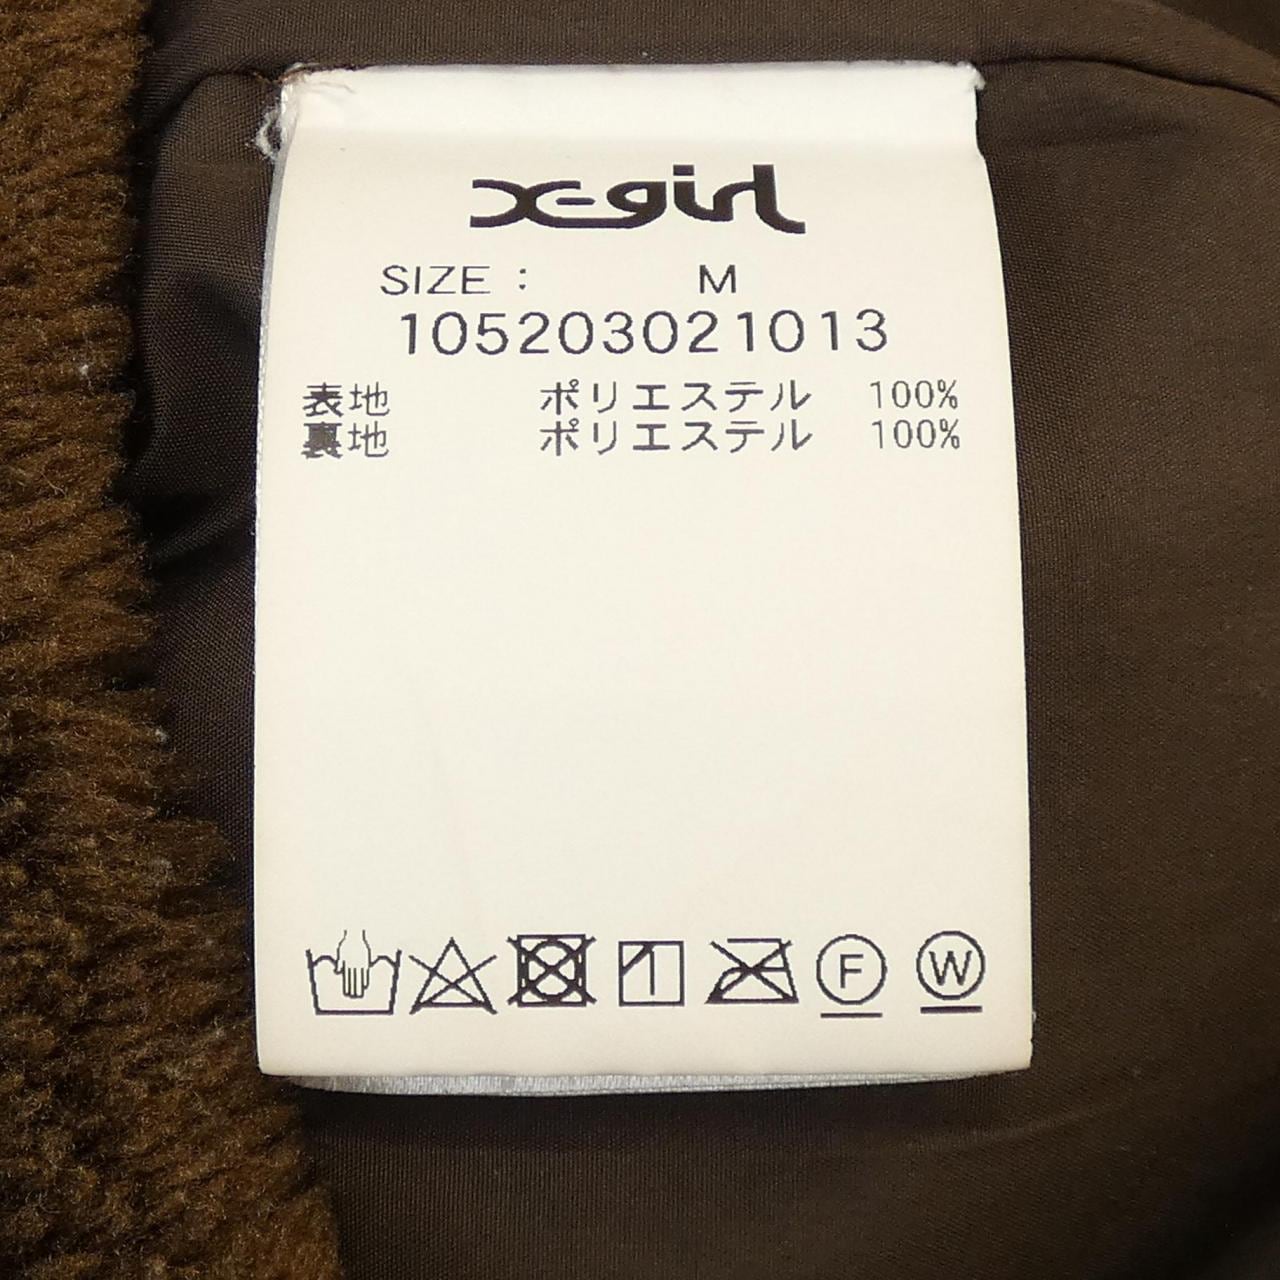 X-girl
SIZE : M
105203021013
表地 ポリエステル 100%
裏地 ポリエステル 100%
F W